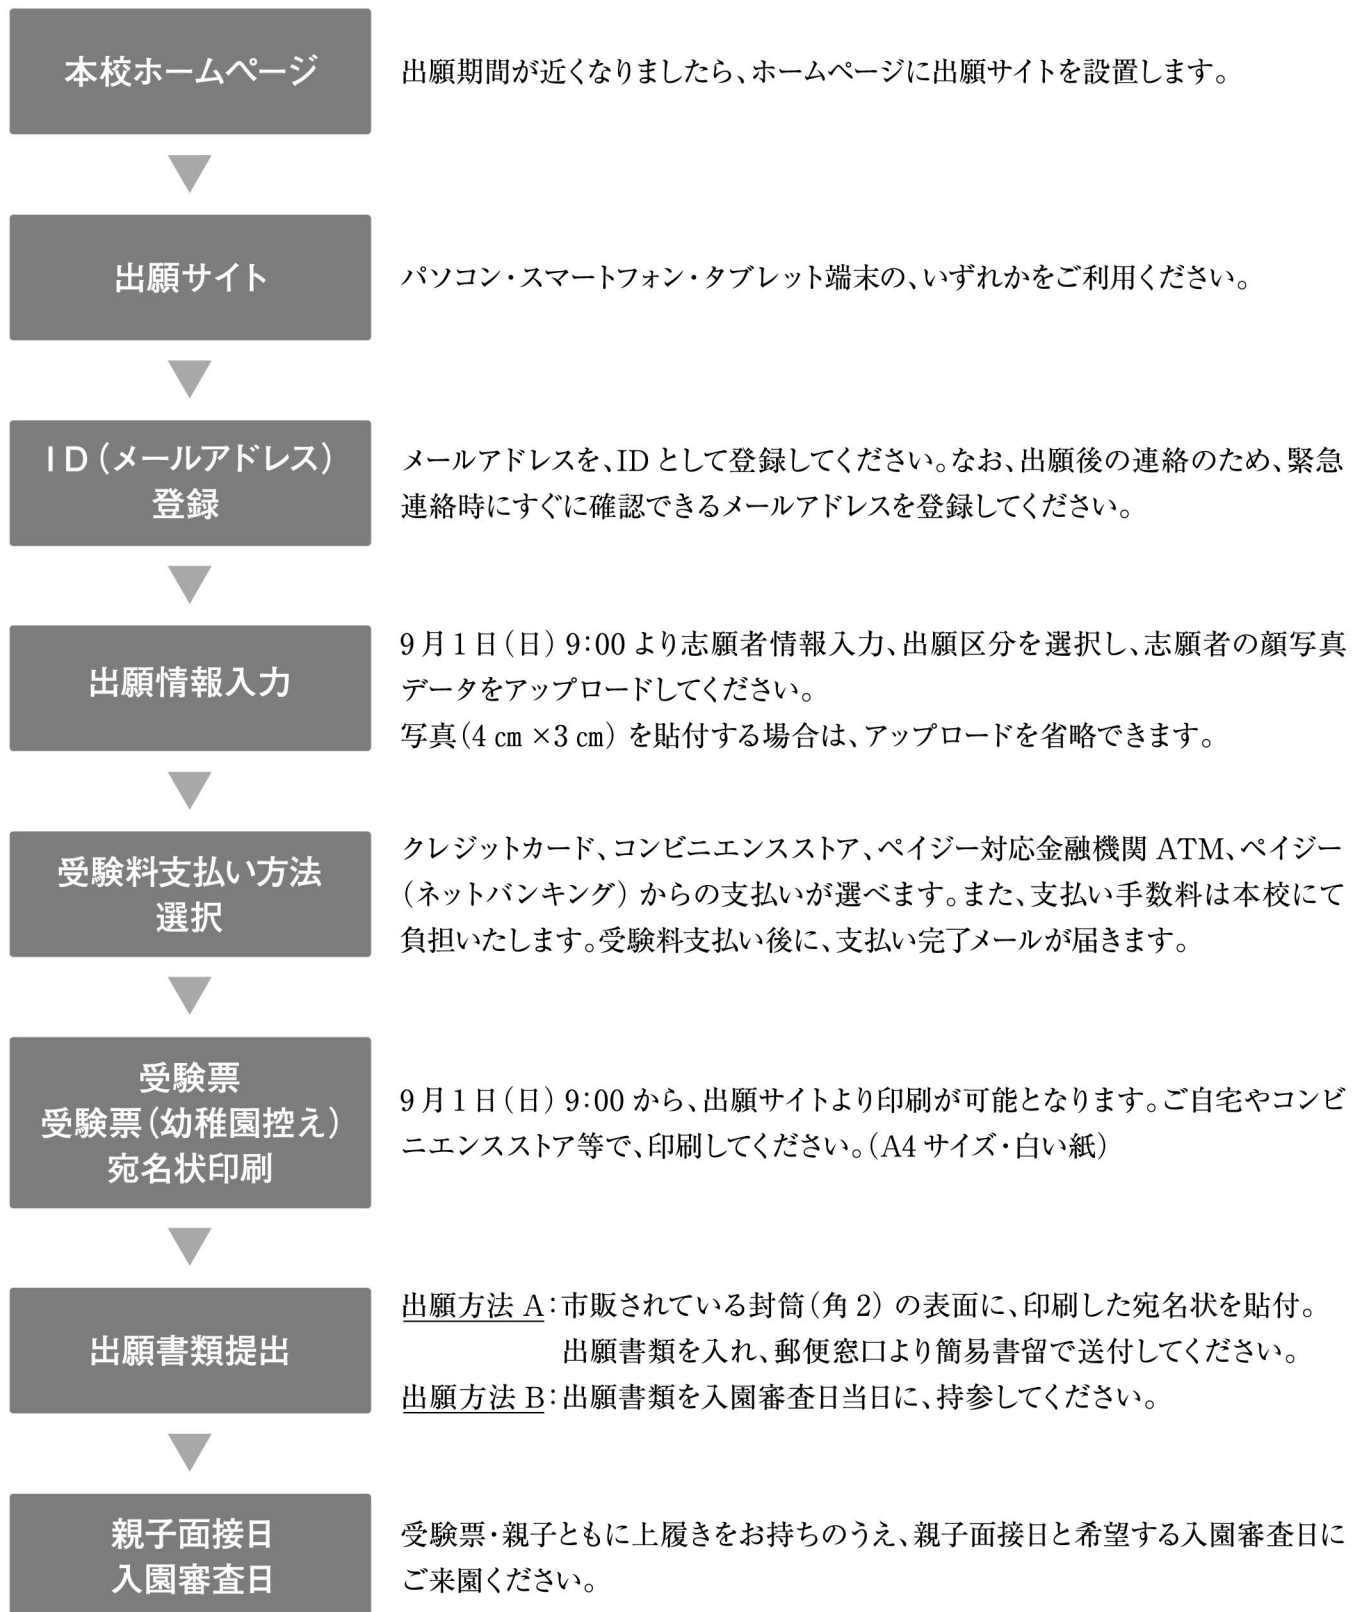 本校ホームページ
出願期間が近くなりましたら、ホームページに出願サイトを設置します。
出願サイト
パソコン・スマートフォン・タブレット端末の、いずれかをご利用ください。
ID（メールアドレス）
登録
メールアドレスを、IDとして登録してください。なお、出願後の連絡のため、緊急
連絡時にすぐに確認できるメールアドレスを登録してください。
出願情報入力
9月1日（日）9:00より志願者情報入力、出願区分を選択し、志願者の顔写真
データをアップロードしてください。
写真（4㎝×3㎝）を貼付する場合は、アップロードを省略できます。
受験料支払い方法
選択
クレジットカード、コンビニエンスストア、ペイジー対応金融機関ATM、ペイジー
（ネットバンキング）からの支払いが選べます。また、支払い手数料は本校にて
負担いたします。受験料支払い後に、支払い完了メールが届きます。
受験票
受験票（幼稚園控え）
宛名状印刷
9月1日（日）9:00から、出願サイトより印刷が可能となります。ご自宅やコンビ
ニエンスストア等で、印刷してください。（A4サイズ・白い紙）
出願書類提出
出願方法A：市販されている封筒（角2）の表面に、印刷した宛名状を貼付。
出願書類を入れ、郵便窓口より簡易書留で送付してください。
出願方法B：出願書類を入園審査日当日に、持参してください。
親子面接日
入園審査日
受験票・親子ともに上履きをお持ちのうえ、親子面接日と希望する入園審査日に
ご来園ください。